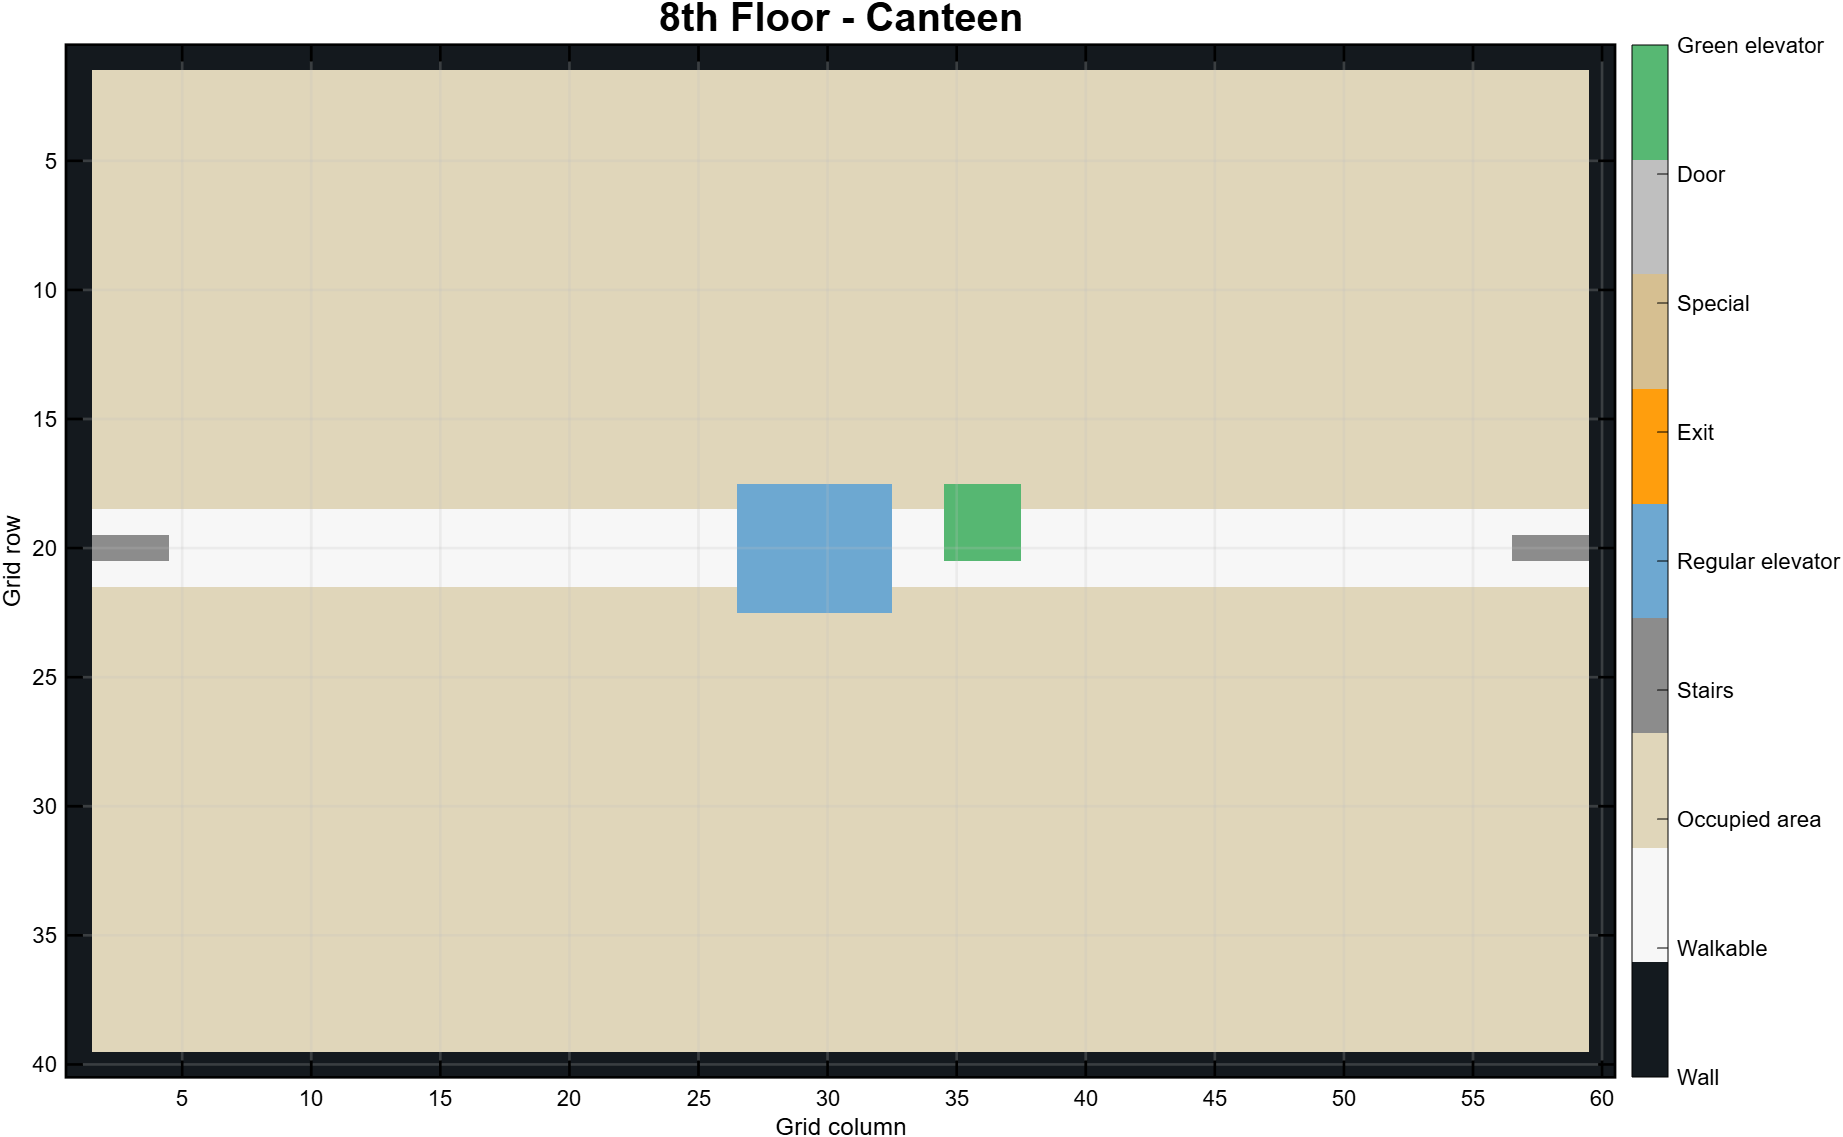 8th Floor - Canteen
Green elevator
Door
Special
Exit
Regular elevator
Stairs
Occupied area
Walkable
Wall
Grid row
5
10
15
20
25
30
35
40
5 10 15 20 25 30 35 40 45 50 55 60
Grid column